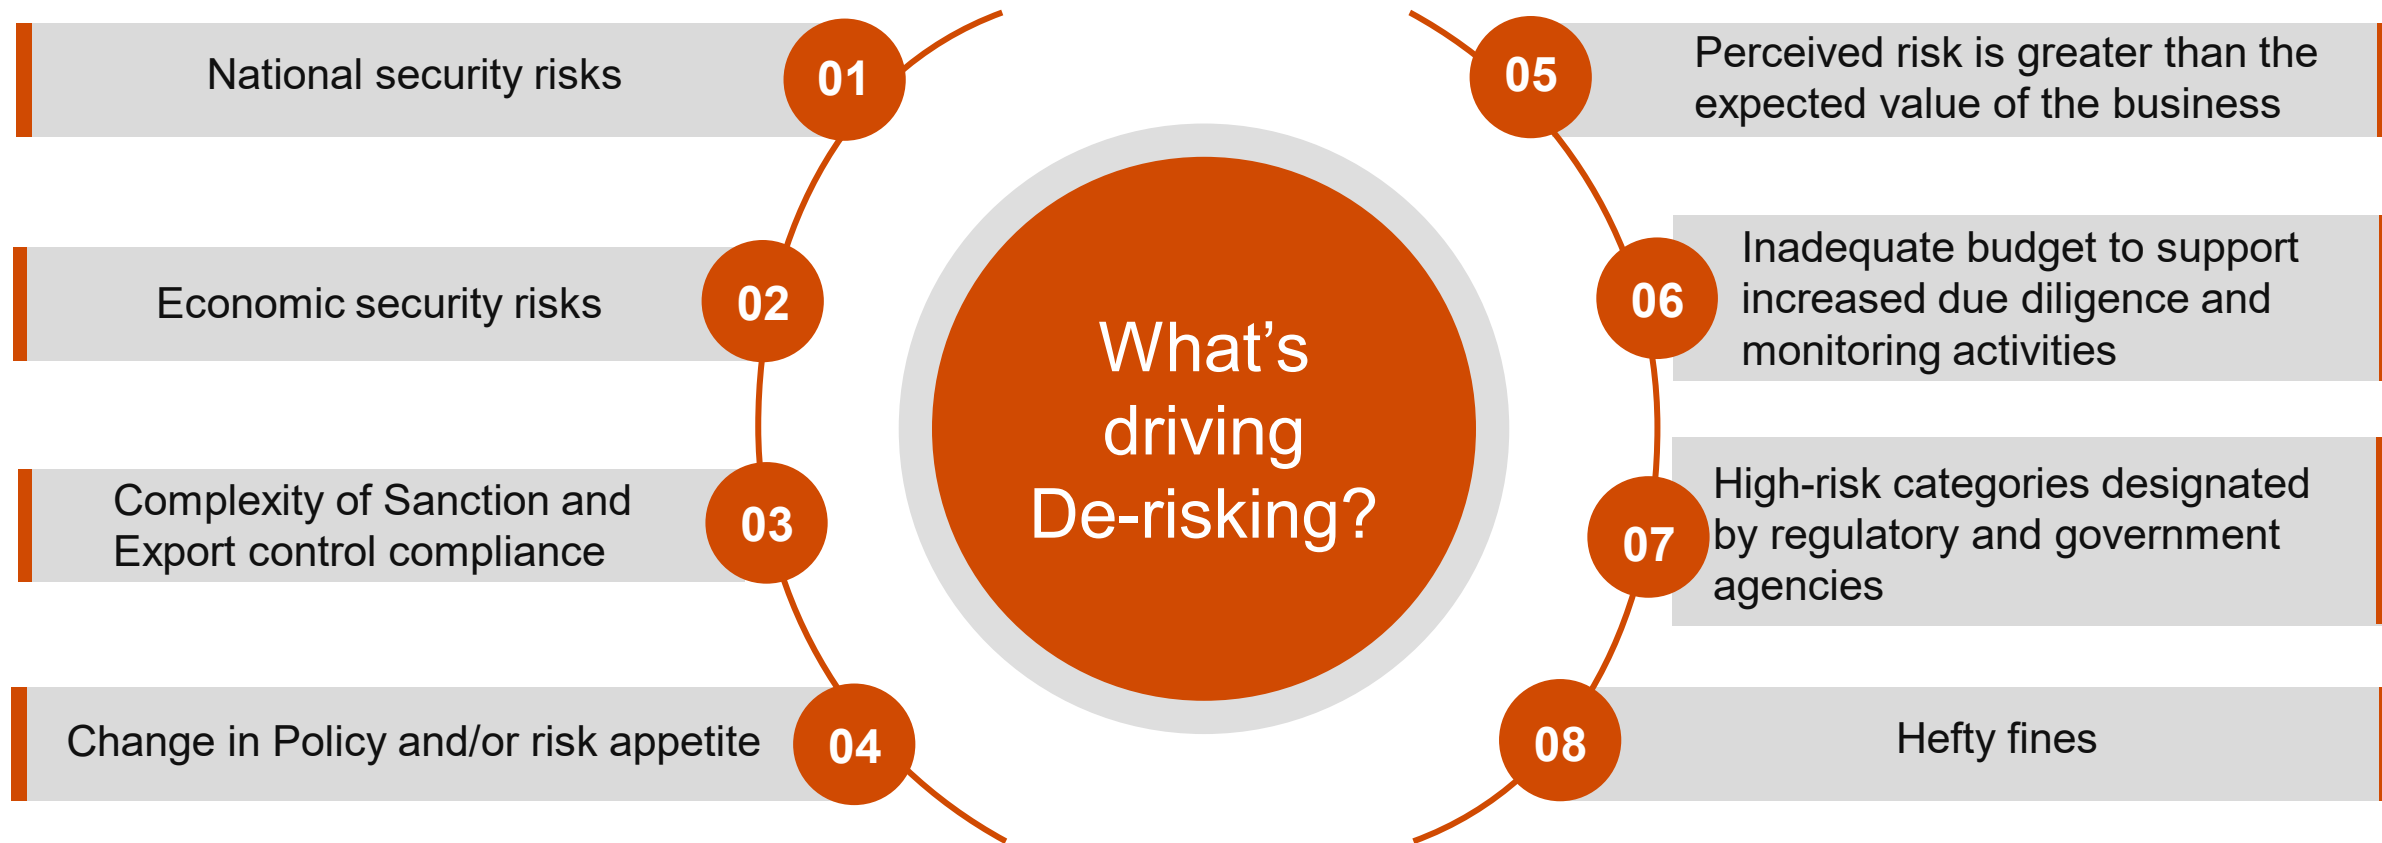 National security risks
01
Economic security risks
02
Complexity of Sanction and
Export control compliance
03
Change in Policy and/or risk appetite
04
What’s
driving
De-risking?
05
Perceived risk is greater than the
expected value of the business
06
Inadequate budget to support
increased due diligence and
monitoring activities
07
High-risk categories designated
by regulatory and government
agencies
08
Hefty fines